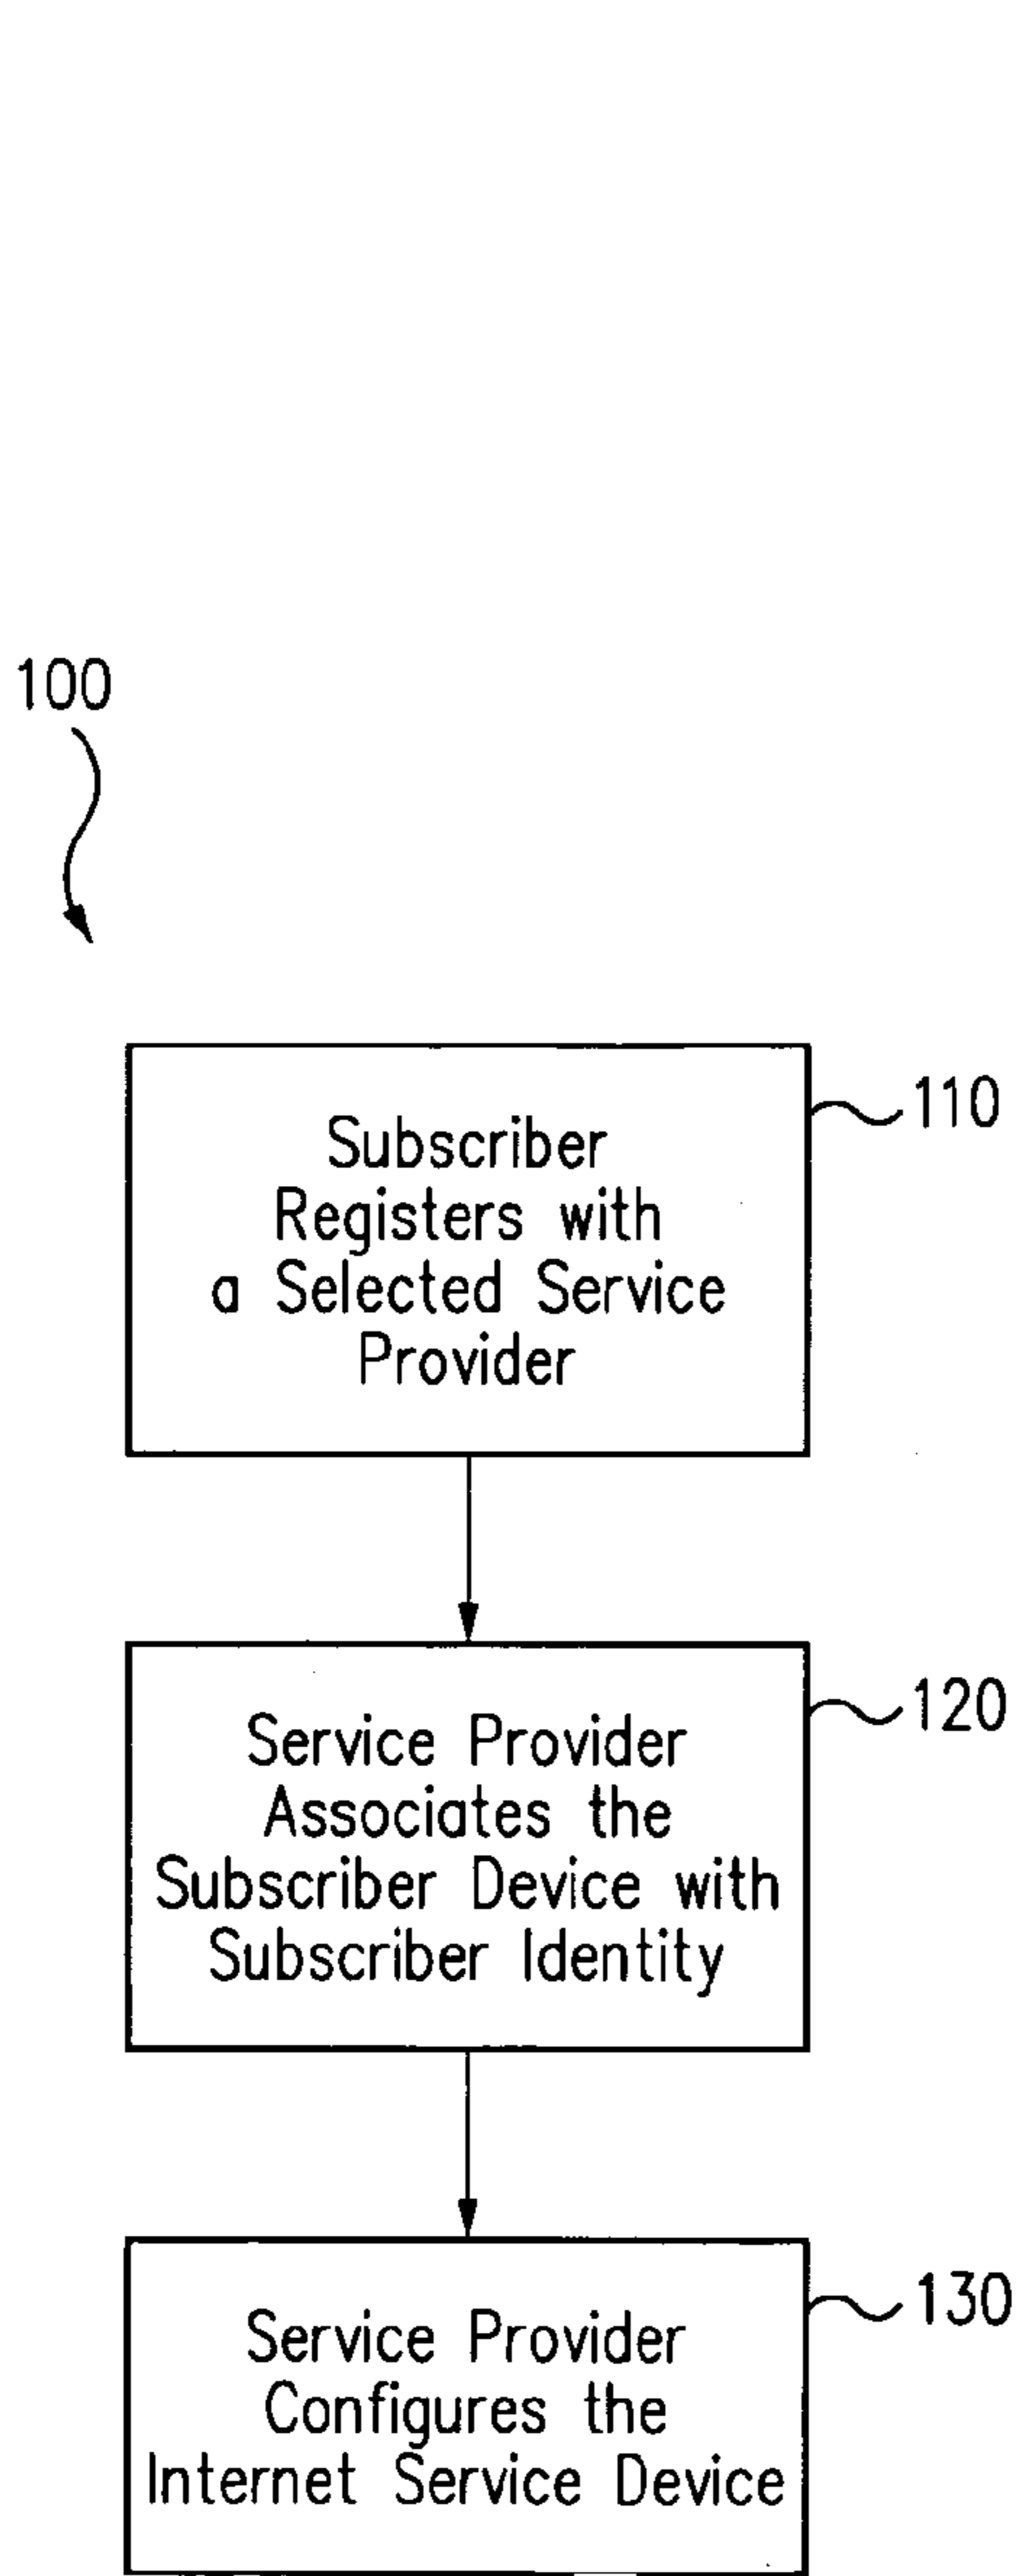 100
Subscriber
Registers with
a Selected Service
Provider
110
Service Provider
Associates the
Subscriber Device with
Subscriber Identity
120
Service Provider
Configures the
Internet Service Device
130